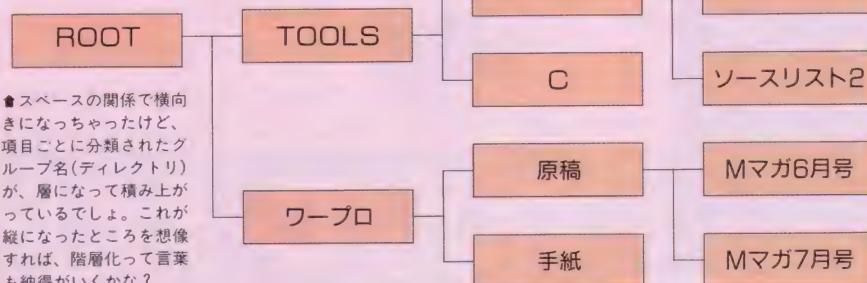 ROOT
TOOLS
C
ソースリスト2
ワープロ
原稿
手紙
Mマガ6月号
Mマガ7月号
スペースの関係で横向
きになっちゃったけど、
項目ごとに分類されたグ
ループ名(ディレクトリ)
が、層になって積み上が
っているでしょ。これが
縦になったところを想像
すれば、階層化って言葉
も納得がいくかな?